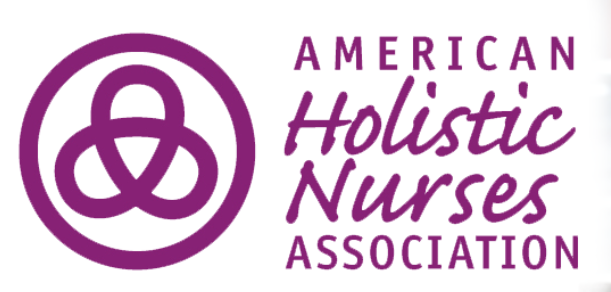 AMERICAN
Holistic
Nurses
ASSOCIATION